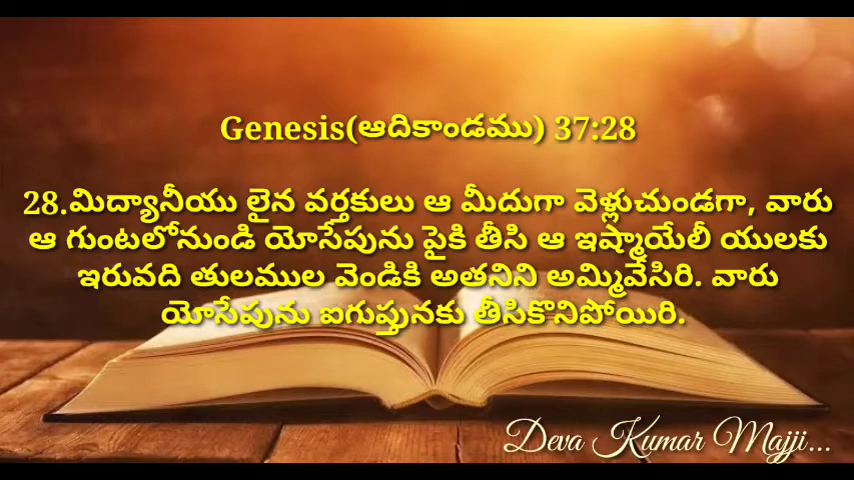 Genesis(ఆదికాండము) 37:28
28.మిద్యానీయు లైన వర్తకులు ఆ మీదుగా వెళ్లుచుండగా, వారు
ఆ గుంటలోనుండి యోసేపును పైకి తీసి ఆ ఇష్మాయేలీ యులకు
ఇరువది తులముల వెండికి అతనిని అమ్మివేసిరి. వారు
యోసేపును ఐగుప్తునకు తీసికొనిపోయిరి.
Deva Kumar Majji...